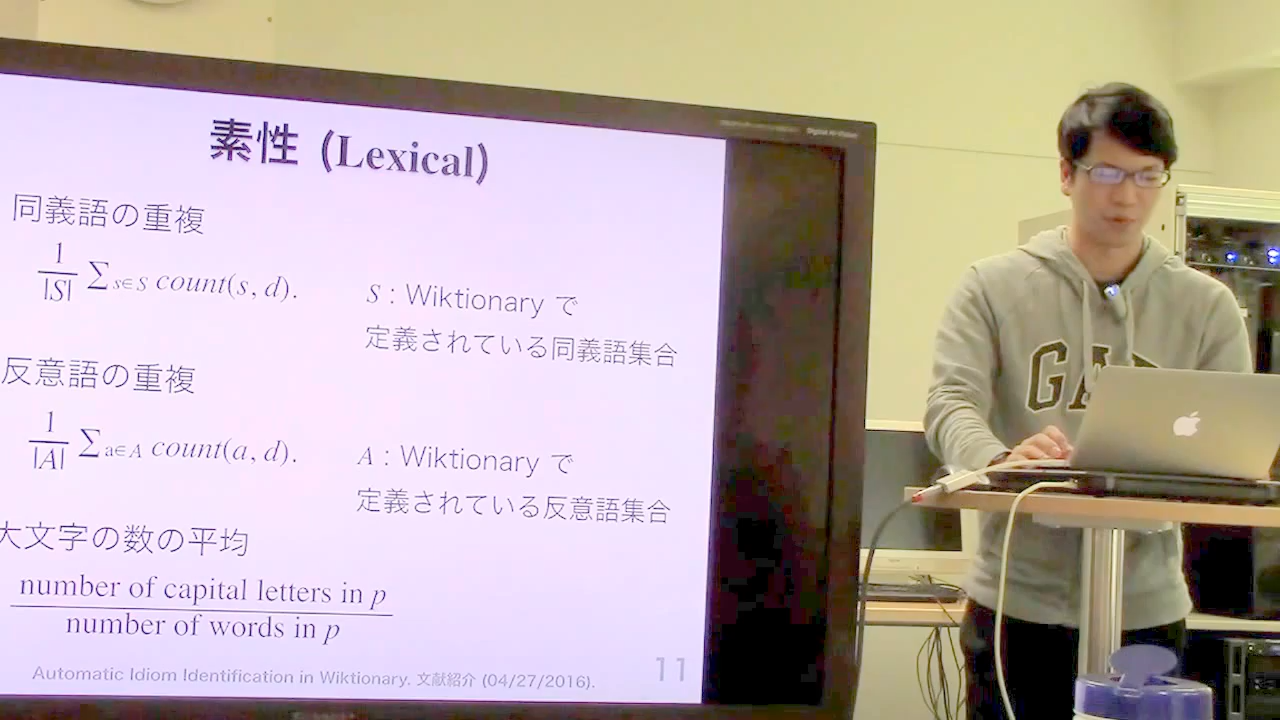 素性 (Lexical)
同義語の重複
1/|S| Σ s∈S count(s, d).
S : Wiktionary で
定義されている同義語集合
反意語の重複
1/|A| Σ a∈A count(a, d).
A : Wiktionary で
定義されている反意語集合
大文字の数の平均
number of capital letters in p
number of words in p
Automatic Idiom Identification in Wiktionary. 文献紹介 (04/27/2016).
11
Digital Hi-Vision